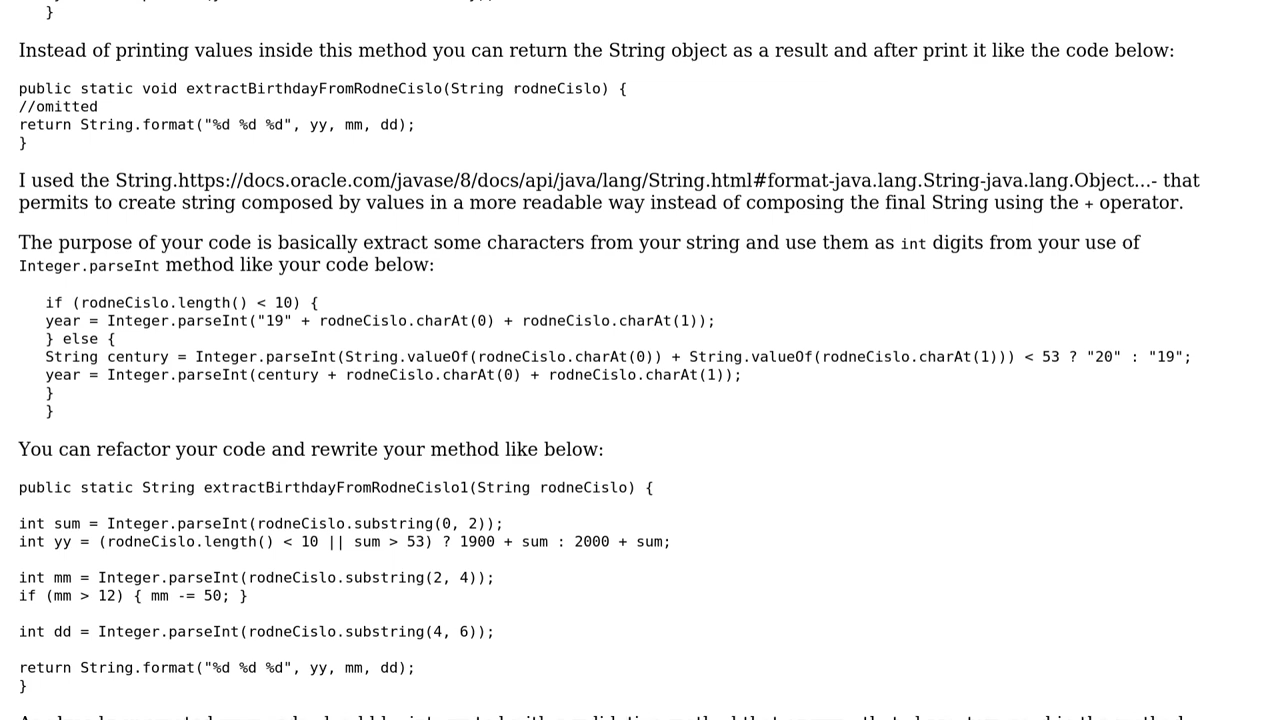 }
Instead of printing values inside this method you can return the String object as a result and after print it like the code below:
public static void extractBirthdayFromRodneCislo(String rodneCislo) {
//omitted
return String.format("%d %d %d", yy, mm, dd);
}
I used the String.https://docs.oracle.com/javase/8/docs/api/java/lang/String.html#format-java.lang.String-java.lang.Object...- that
permits to create string composed by values in a more readable way instead of composing the final String using the + operator.
The purpose of your code is basically extract some characters from your string and use them as int digits from your use of
Integer.parseInt method like your code below:
if (rodneCislo.length() < 10) {
year = Integer.parseInt("19" + rodneCislo.charAt(0) + rodneCislo.charAt(1));
} else {
String century = Integer.parseInt(String.valueOf(rodneCislo.charAt(0)) + String.valueOf(rodneCislo.charAt(1))) < 53 ? "20" : "19";
year = Integer.parseInt(century + rodneCislo.charAt(0) + rodneCislo.charAt(1));
}
}
You can refactor your code and rewrite your method like below:
public static String extractBirthdayFromRodneCislo1(String rodneCislo) {
int sum = Integer.parseInt(rodneCislo.substring(0, 2));
int yy = (rodneCislo.length() < 10 || sum > 53) ? 1900 + sum : 2000 + sum;
int mm = Integer.parseInt(rodneCislo.substring(2, 4));
if (mm > 12) { mm -= 50; }
int dd = Integer.parseInt(rodneCislo.substring(4, 6));
return String.format("%d %d %d", yy, mm, dd);
}